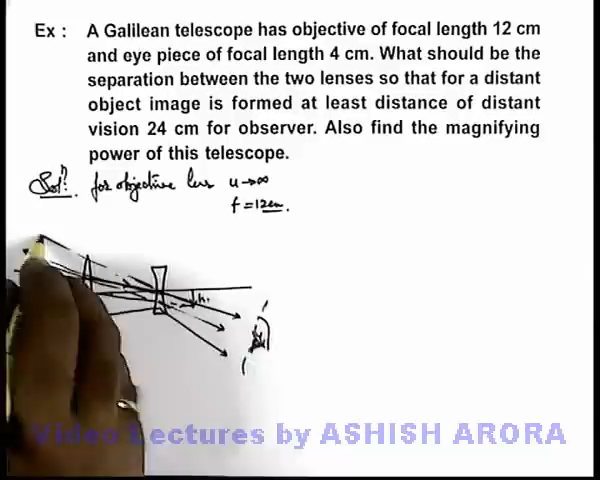 Ex : A Galilean telescope has objective of focal length 12 cm
and eye piece of focal length 4 cm. What should be the
separation between the two lenses so that for a distant
object image is formed at least distance of distant
vision 24 cm for observer. Also find the magnifying
power of this telescope.
Solⁿ. for objective lens u→∞
f = 12cm.
h₁
Video Lectures by ASHISH ARORA